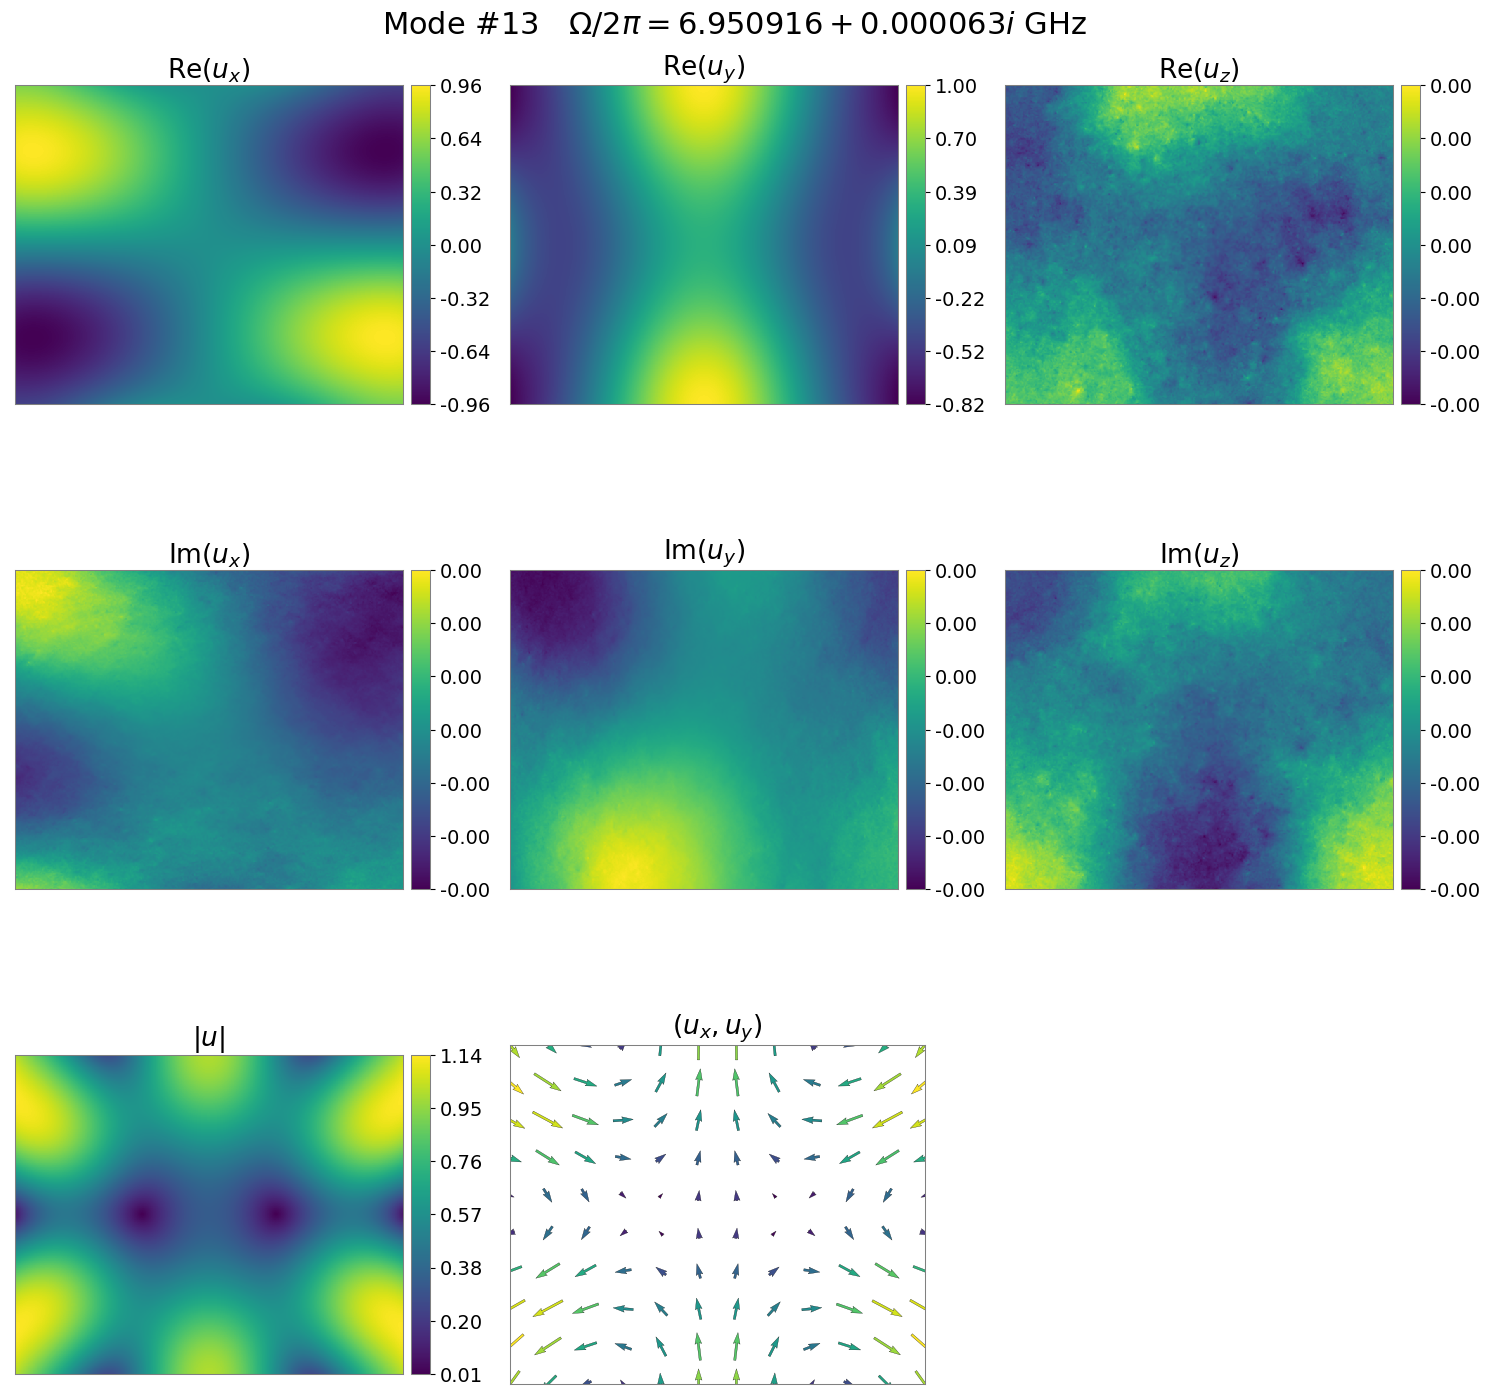 Mode #13 Ω/2π = 6.950916 + 0.000063i GHz
Re(u_x) Re(u_y) Re(u_z)
0.96 1.00 0.00
0.64 0.70 0.00
0.32 0.39 0.00
0.00 0.09 0.00
-0.32 -0.22 -0.00
-0.64 -0.52 -0.00
-0.96 -0.82 -0.00
Im(u_x) Im(u_y) Im(u_z)
0.00 0.00 0.00
0.00 0.00 0.00
0.00 0.00 0.00
0.00 -0.00 0.00
-0.00 -0.00 -0.00
-0.00 -0.00 -0.00
-0.00 -0.00 -0.00
|u| (u_x, u_y)
1.14
0.95
0.76
0.57
0.38
0.20
0.01